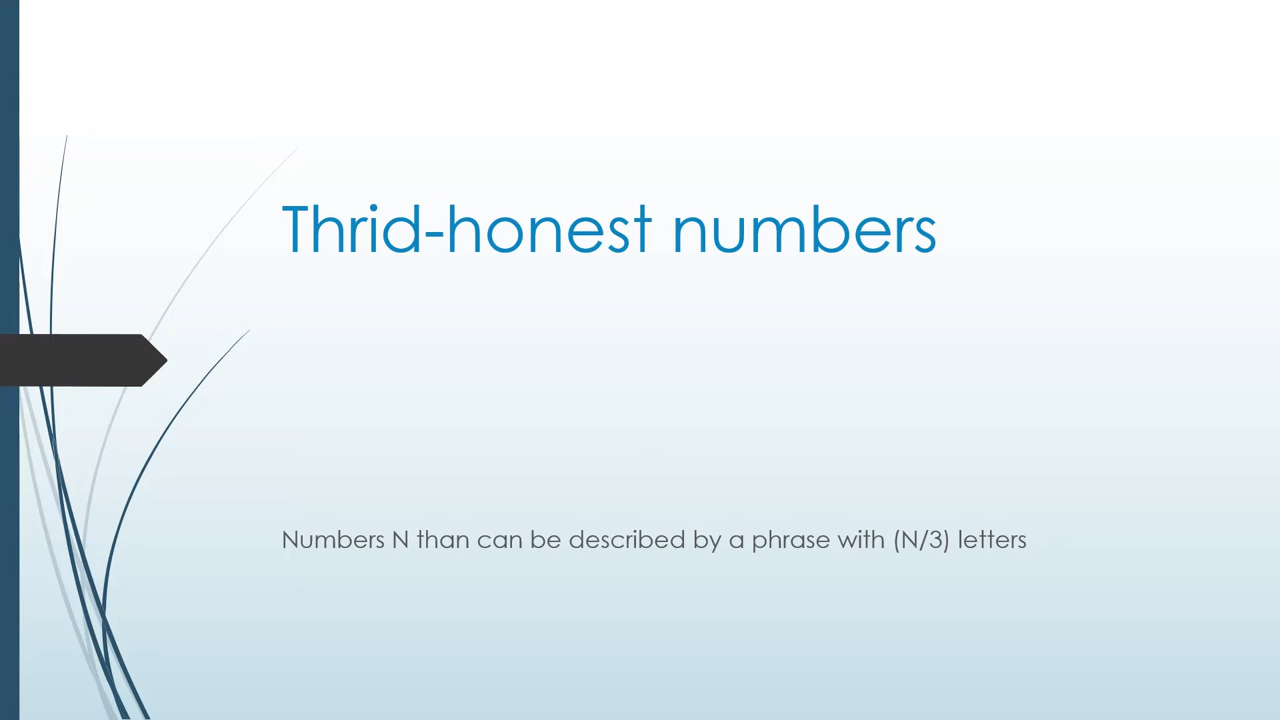 Thrid-honest numbers
Numbers N than can be described by a phrase with (N/3) letters